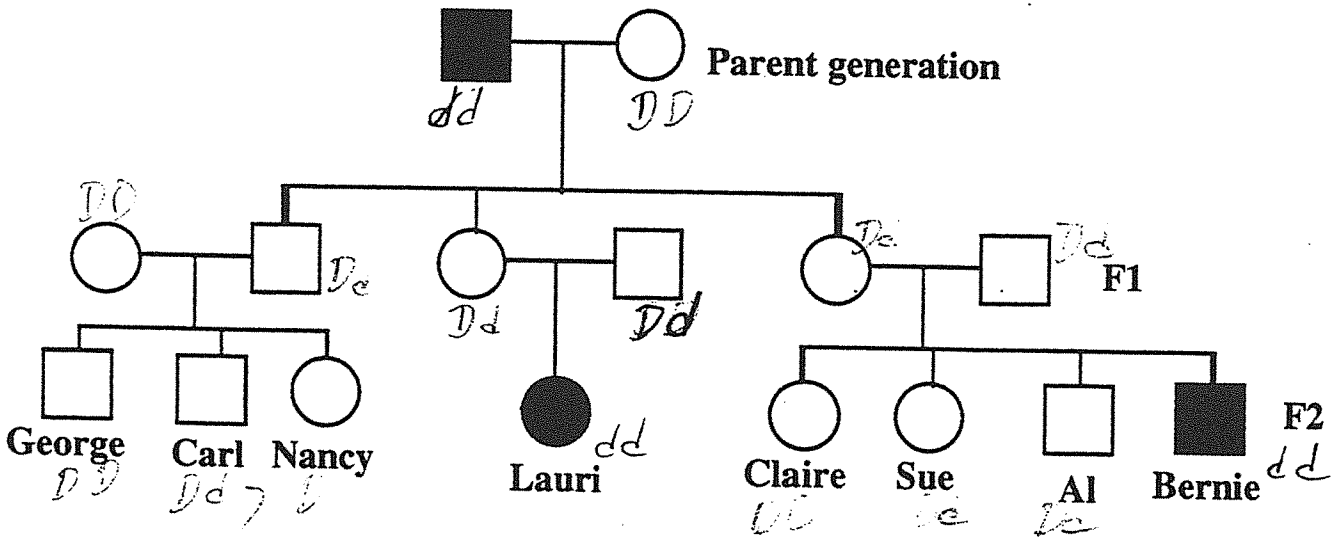 Parent generation
dd DD
DD
Dd
Dd
F1
Dd Dd
George Carl Nancy
DD Dd
Lauri dd
Claire Sue Al Bernie
F2
dd